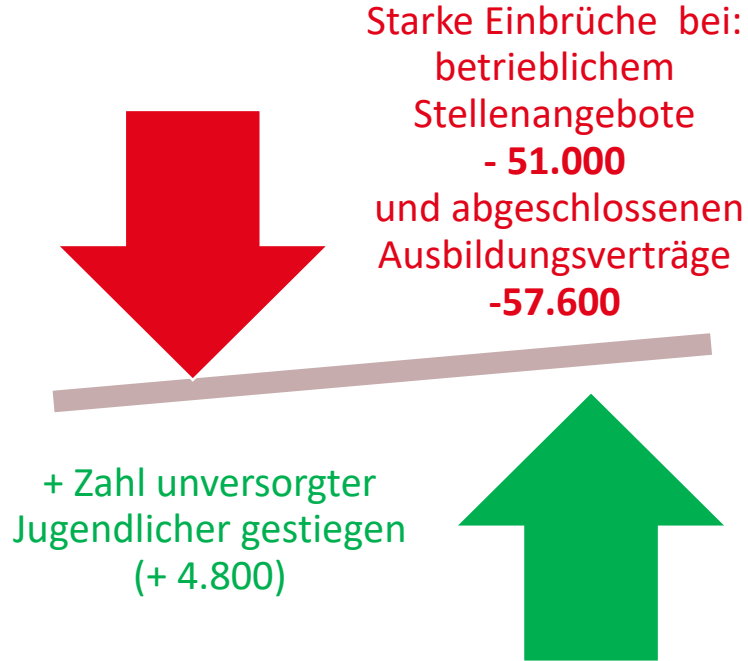 Starke Einbrüche  bei:
betrieblichem
Stellenangebote
- 51.000
und abgeschlossenen
Ausbildungsverträge
-57.600
+ Zahl unversorgter
Jugendlicher gestiegen
(+ 4.800)